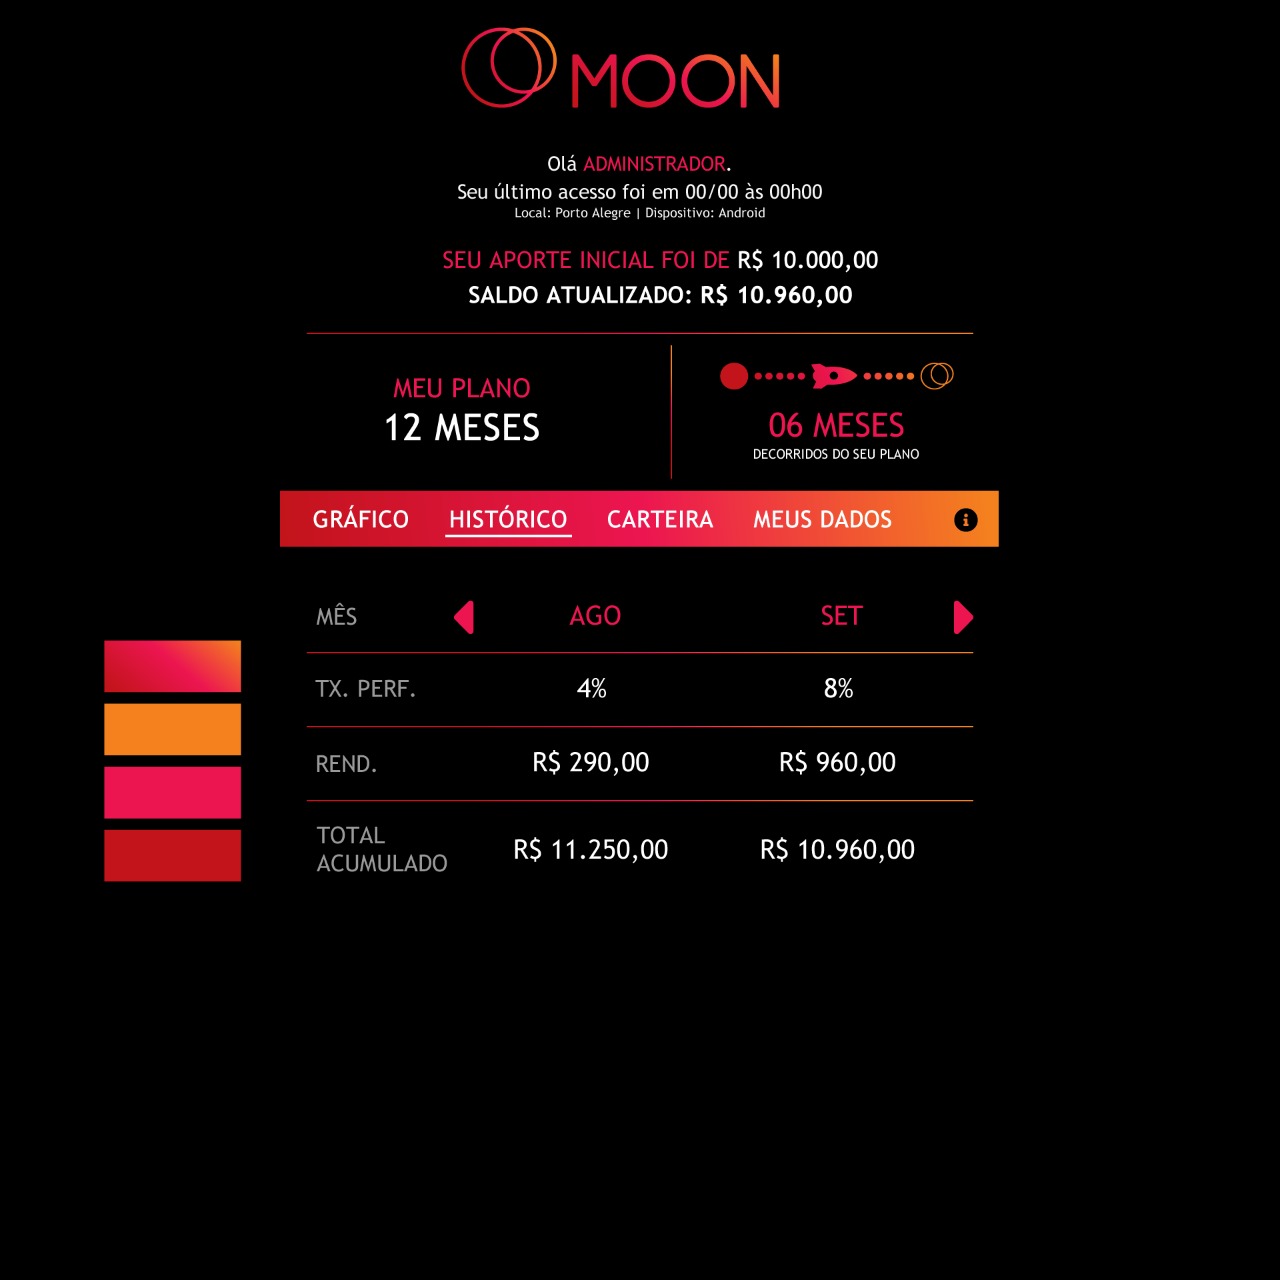 MOON
Olá ADMINISTRADOR.
Seu último acesso foi em 00/00 às 00h00
Local: Porto Alegre | Dispositivo: Android
SEU APORTE INICIAL FOI DE R$ 10.000,00
SALDO ATUALIZADO: R$ 10.960,00
MEU PLANO
12 MESES
06 MESES
DECORRIDOS DO SEU PLANO
GRÁFICO HISTÓRICO CARTEIRA MEUS DADOS i
MÊS AGO SET
TX. PERF. 4% 8%
REND. R$ 290,00 R$ 960,00
TOTAL
ACUMULADO R$ 11.250,00 R$ 10.960,00